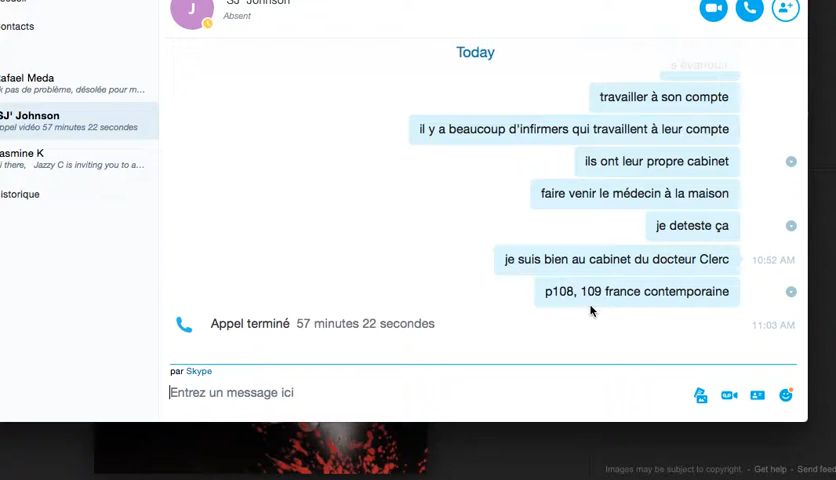 SJ' Johnson
Absent
ontacts
Today
s'évanouir
afael Meda
k pas de problème, désolée pour m...
travailler à son compte
SJ' Johnson
ppel vidéo 57 minutes 22 secondes
il y a beaucoup d'infirmers qui travaillent à leur compte
asmine K
i there, Jazzy C is inviting you to a...
ils ont leur propre cabinet
istorique
faire venir le médecin à la maison
je deteste ça
je suis bien au cabinet du docteur Clerc 10:52 AM
p108, 109 france contemporaine
Appel terminé 57 minutes 22 secondes 11:03 AM
par Skype
Entrez un message ici
Images may be subject to copyright. - Get help - Send feed